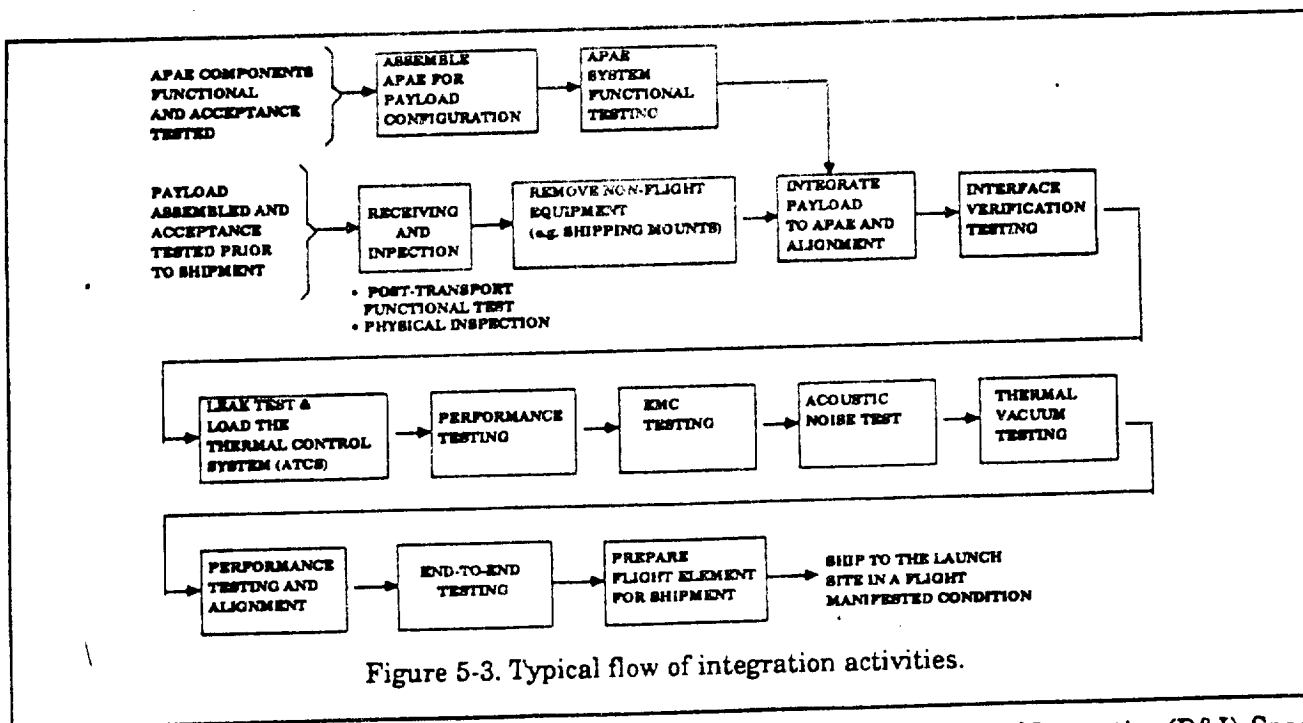 APAE COMPONENTS
FUNCTIONAL
AND ACCEPTANCE
TESTED
ASSEMBLE
APAE FOR
PAYLOAD
CONFIGURATION
APAE
SYSTEM
FUNCTIONAL
TESTING
PAYLOAD
ASSEMBLED AND
ACCEPTANCE
TESTED PRIOR
TO SHIPMENT
RECEIVING
AND
INPECTION
• POST-TRANSPORT
FUNCTIONAL TEST
• PHYSICAL INSPECTION
REMOVE NON-FLIGHT
EQUIPMENT
(e.g. SHIPPING MOUNTS)
INTEGRATE
PAYLOAD
TO APAE AND
ALIGNMENT
INTERFACE
VERIFICATION
TESTING
LEAK TEST &
LOAD THE
THERMAL CONTROL
SYSTEM (ATCS)
PERFORMANCE
TESTING
EMC
TESTING
ACOUSTIC
NOISE TEST
THERMAL
VACUUM
TESTING
PERFORMANCE
TESTING AND
ALIGNMENT
END-TO-END
TESTING
PREPARE
FLIGHT ELEMENT
FOR SHIPMENT
SHIP TO THE LAUNCH
SITE IN A FLIGHT
MANIFESTED CONDITION
Figure 5-3. Typical flow of integration activities.